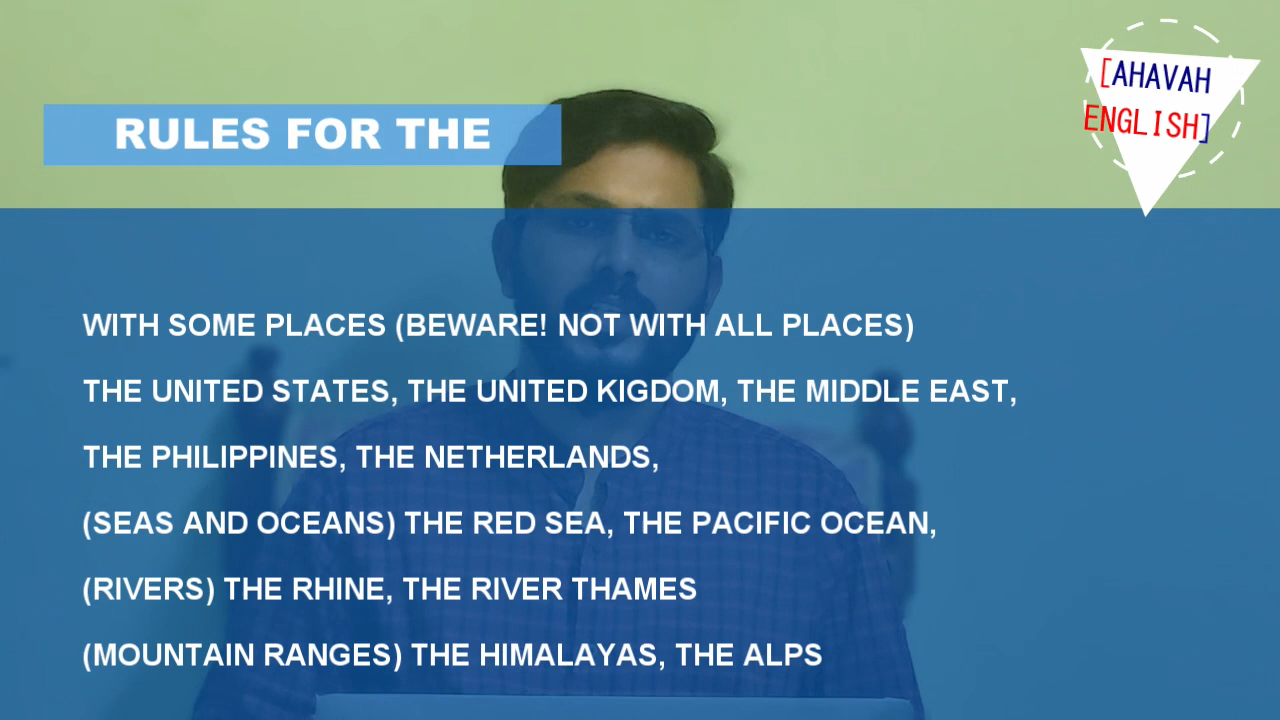 [AHAVAH
ENGLISH]
RULES FOR THE
WITH SOME PLACES (BEWARE! NOT WITH ALL PLACES)
THE UNITED STATES, THE UNITED KIGDOM, THE MIDDLE EAST,
THE PHILIPPINES, THE NETHERLANDS,
(SEAS AND OCEANS) THE RED SEA, THE PACIFIC OCEAN,
(RIVERS) THE RHINE, THE RIVER THAMES
(MOUNTAIN RANGES) THE HIMALAYAS, THE ALPS